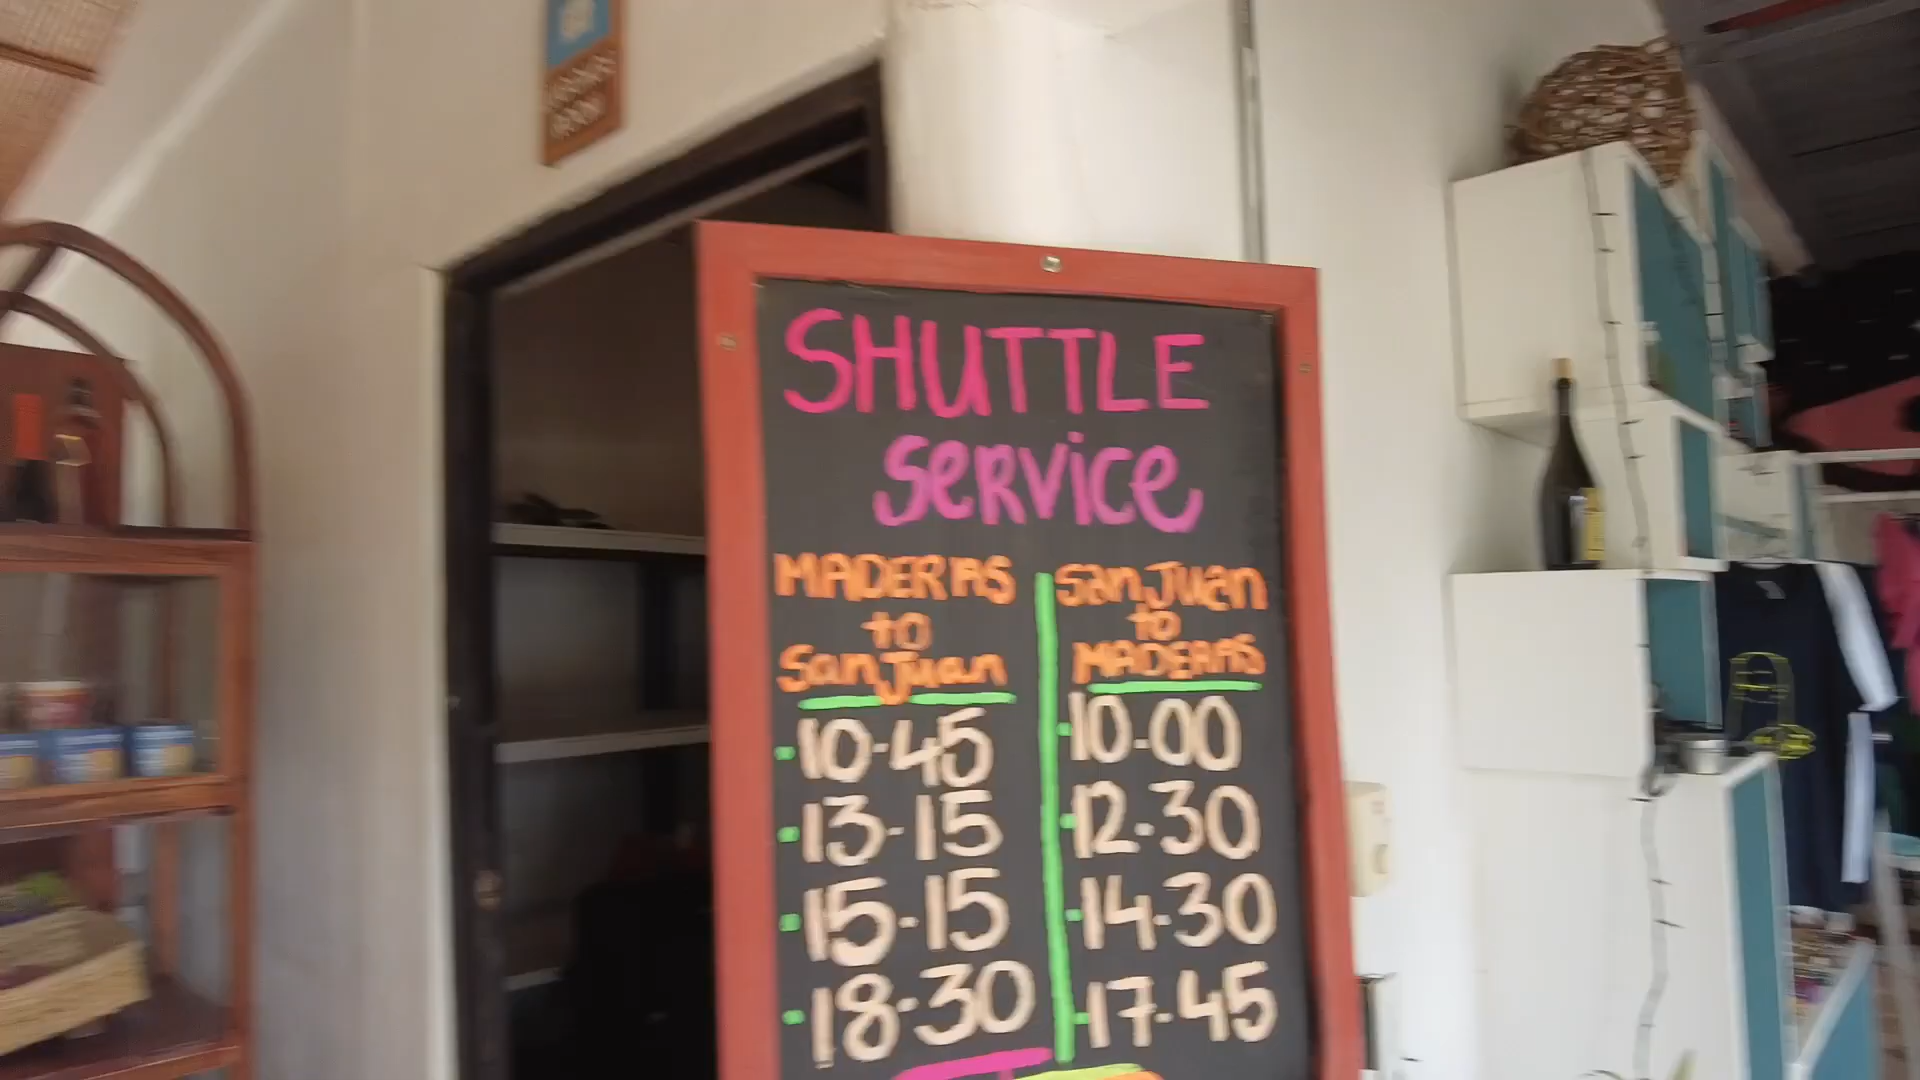 SHUTTLE
SERVICE
MADERAS
to
San Juan
10-45
13-15
15-15
18-30
San Juan
to
MADERAS
10-00
12-30
14-30
17-45